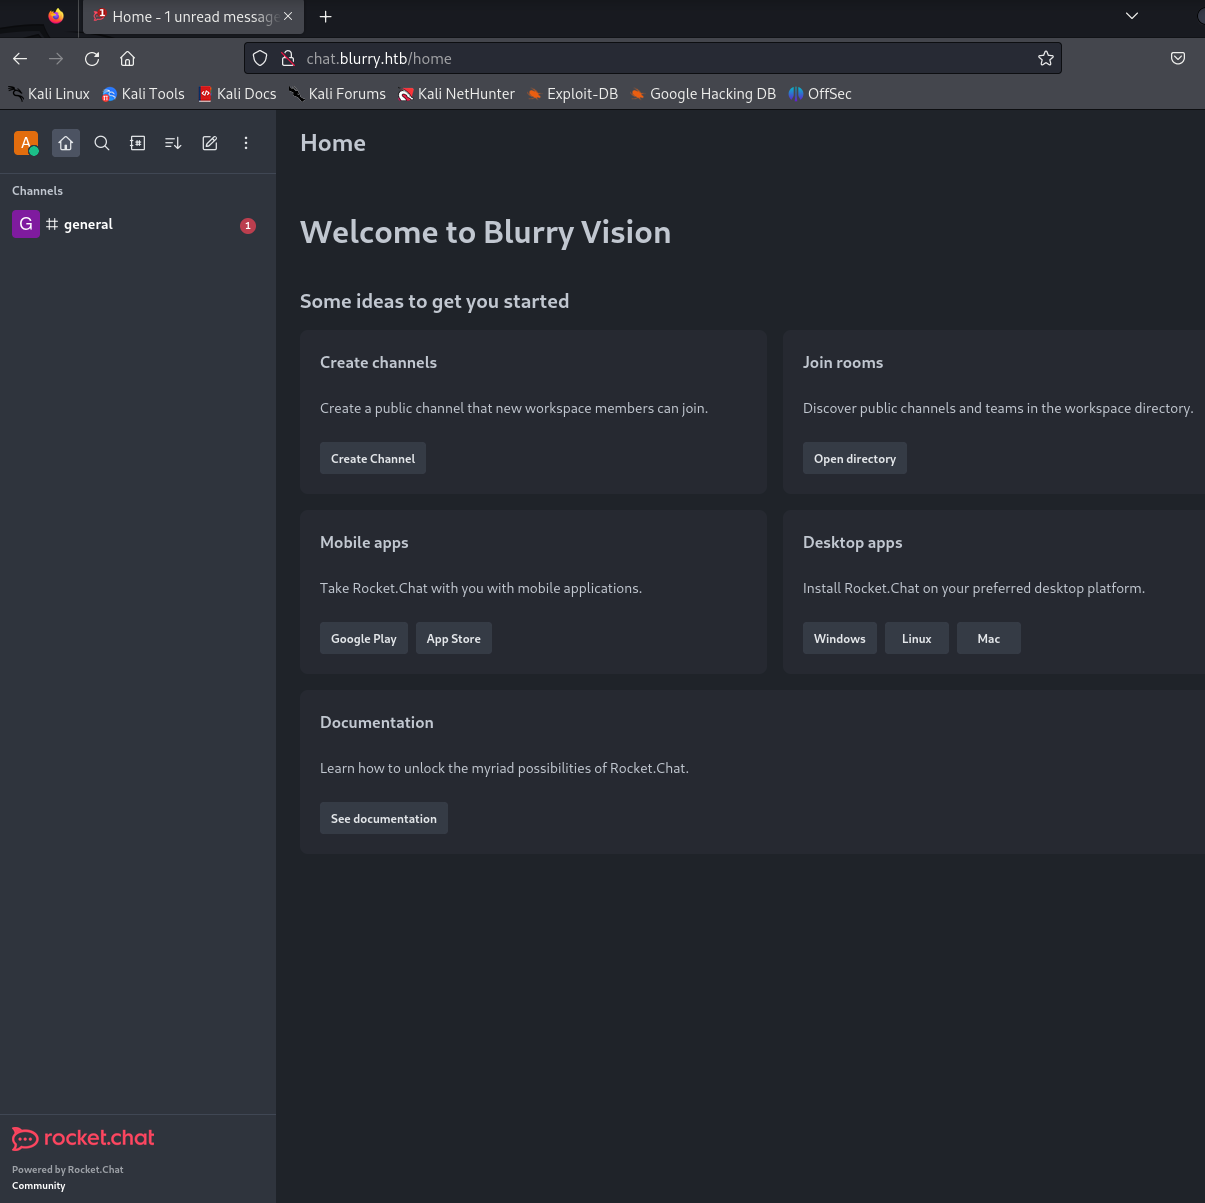 1 Home - 1 unread message
chat.blurry.htb/home
Kali Linux Kali Tools Kali Docs Kali Forums Kali NetHunter Exploit-DB Google Hacking DB OffSec
A
Home
Channels
G general 1
Welcome to Blurry Vision
Some ideas to get you started
Create channels
Create a public channel that new workspace members can join.
Create Channel
Join rooms
Discover public channels and teams in the workspace directory.
Open directory
Mobile apps
Take Rocket.Chat with you with mobile applications.
Google Play App Store
Desktop apps
Install Rocket.Chat on your preferred desktop platform.
Windows Linux Mac
Documentation
Learn how to unlock the myriad possibilities of Rocket.Chat.
See documentation
rocket.chat
Powered by Rocket.Chat
Community